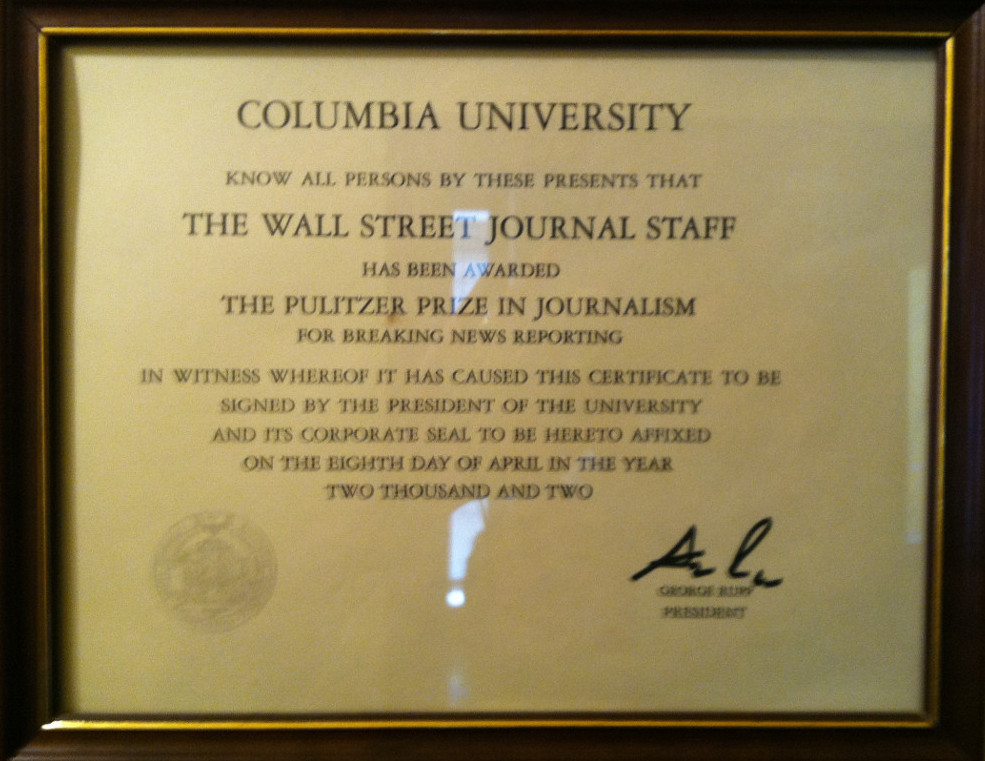 COLUMBIA UNIVERSITY
KNOW ALL PERSONS BY THESE PRESENTS THAT
THE WALL STREET JOURNAL STAFF
HAS BEEN AWARDED
THE PULITZER PRIZE IN JOURNALISM
FOR BREAKING NEWS REPORTING
IN WITNESS WHEREOF IT HAS CAUSED THIS CERTIFICATE TO BE
SIGNED BY THE PRESIDENT OF THE UNIVERSITY
AND ITS CORPORATE SEAL TO BE HERETO AFFIXED
ON THE EIGHTH DAY OF APRIL IN THE YEAR
TWO THOUSAND AND TWO
GEORGE RUPP
PRESIDENT